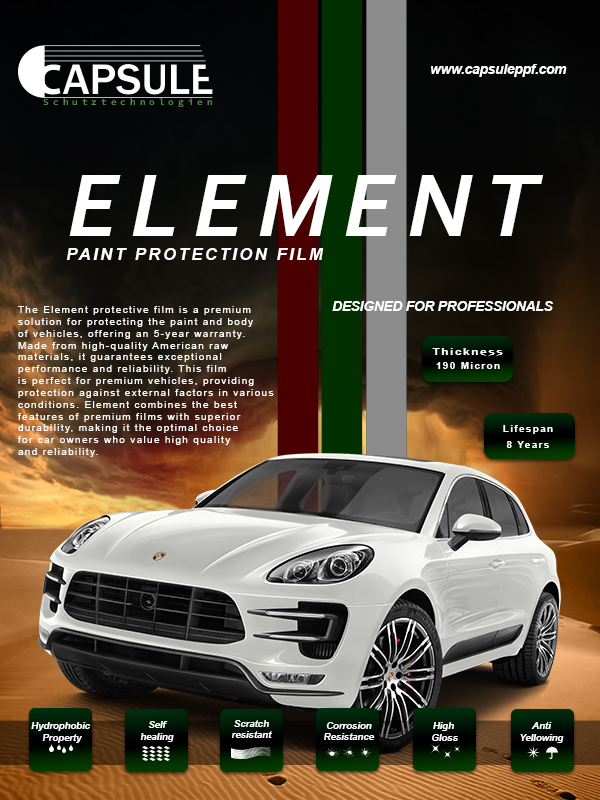 CAPSULE
Schutztechnologien
www.capsuleppf.com
ELEMENT
PAINT PROTECTION FILM
DESIGNED FOR PROFESSIONALS
The Element protective film is a premium
solution for protecting the paint and body
of vehicles, offering an 5-year warranty.
Made from high-quality American raw
materials, it guarantees exceptional
performance and reliability. This film
is perfect for premium vehicles, providing
protection against external factors in various
conditions. Element combines the best
features of premium films with superior
durability, making it the optimal choice
for car owners who value high quality
and reliability.
Thickness
190 Micron
Lifespan
8 Years
Hydrophobic
Property
Self
healing
Scratch
resistant
Corrosion
Resistance
High
Gloss
Anti
Yellowing